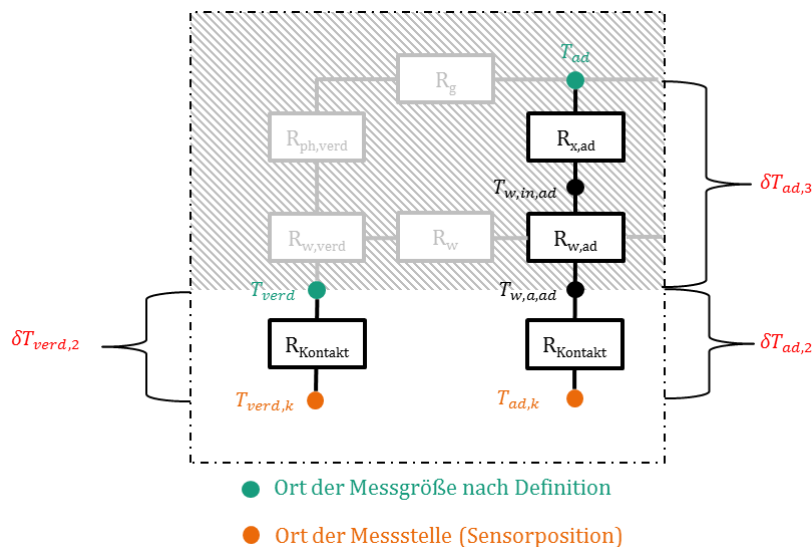 T_ad
R_g
R_ph,verd
R_x,ad
T_w,in,ad
δT_ad,3
R_w,verd
R_w
R_w,ad
T_verd
T_w,a,ad
δT_verd,2
R_Kontakt
R_Kontakt
δT_ad,2
T_verd,k
T_ad,k
Ort der Messgröße nach Definition
Ort der Messstelle (Sensorposition)